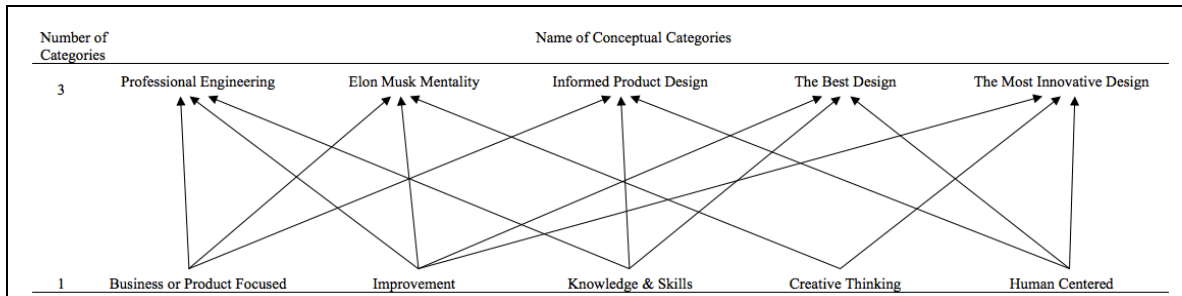 Number of Categories
Name of Conceptual Categories
3
Professional Engineering
Elon Musk Mentality
Informed Product Design
The Best Design
The Most Innovative Design
1
Business or Product Focused
Improvement
Knowledge & Skills
Creative Thinking
Human Centered